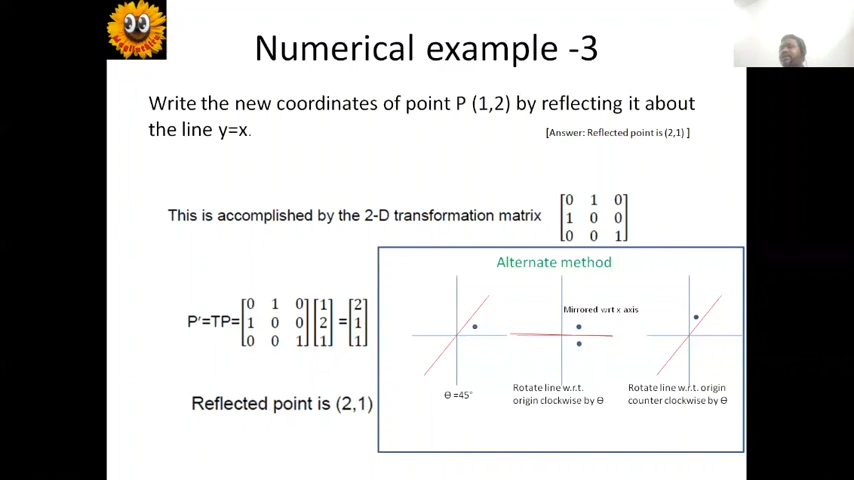 Numerical example -3
Write the new coordinates of point P (1,2) by reflecting it about
the line y=x.
[Answer: Reflected point is (2,1) ]
This is accomplished by the 2-D transformation matrix
0 1 0
1 0 0
0 0 1
Alternate method
Mirrored wrt x axis
P'=TP= [0 1 0] [1] = [2]
[1 0 0] [2] [1]
[0 0 1] [1] [1]
Θ =45°
Rotate line w.r.t.
origin clockwise by Θ
Rotate line w.r.t. origin
counter clockwise by Θ
Reflected point is (2,1)